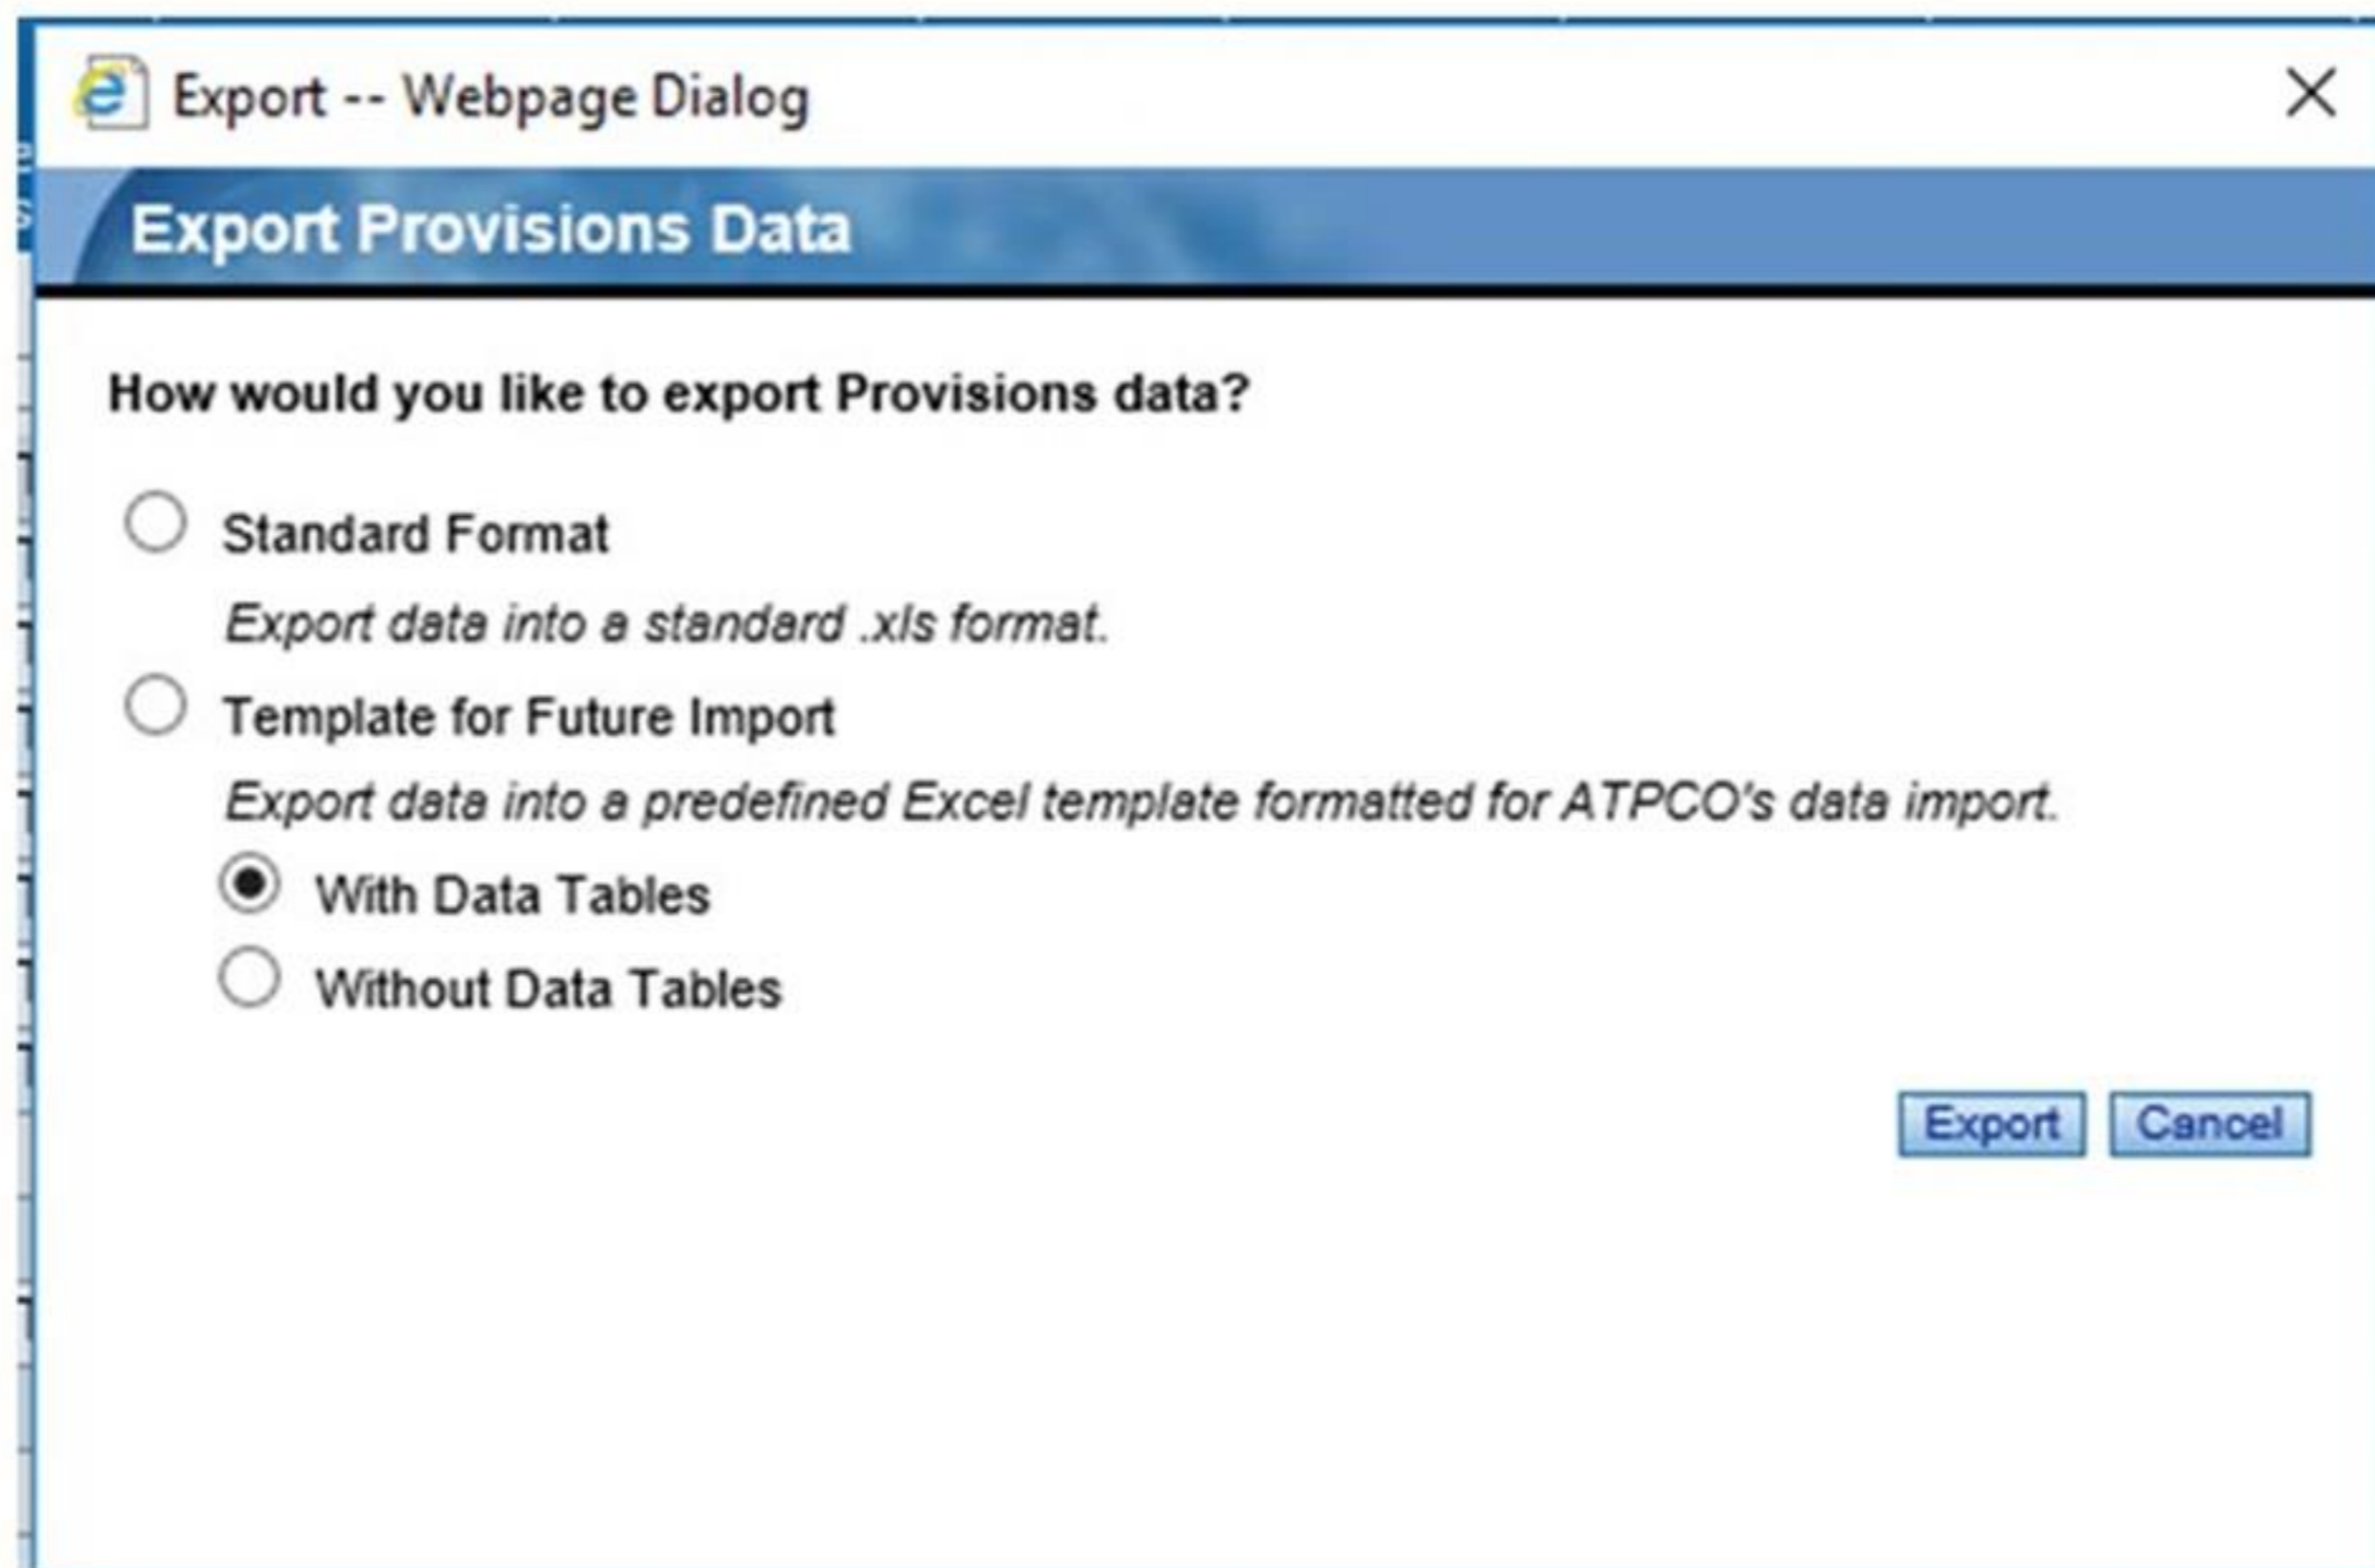 Export -- Webpage Dialog
Export Provisions Data
How would you like to export Provisions data?
Standard Format
Export data into a standard .xls format.
Template for Future Import
Export data into a predefined Excel template formatted for ATPCO's data import.
With Data Tables
Without Data Tables
Export Cancel